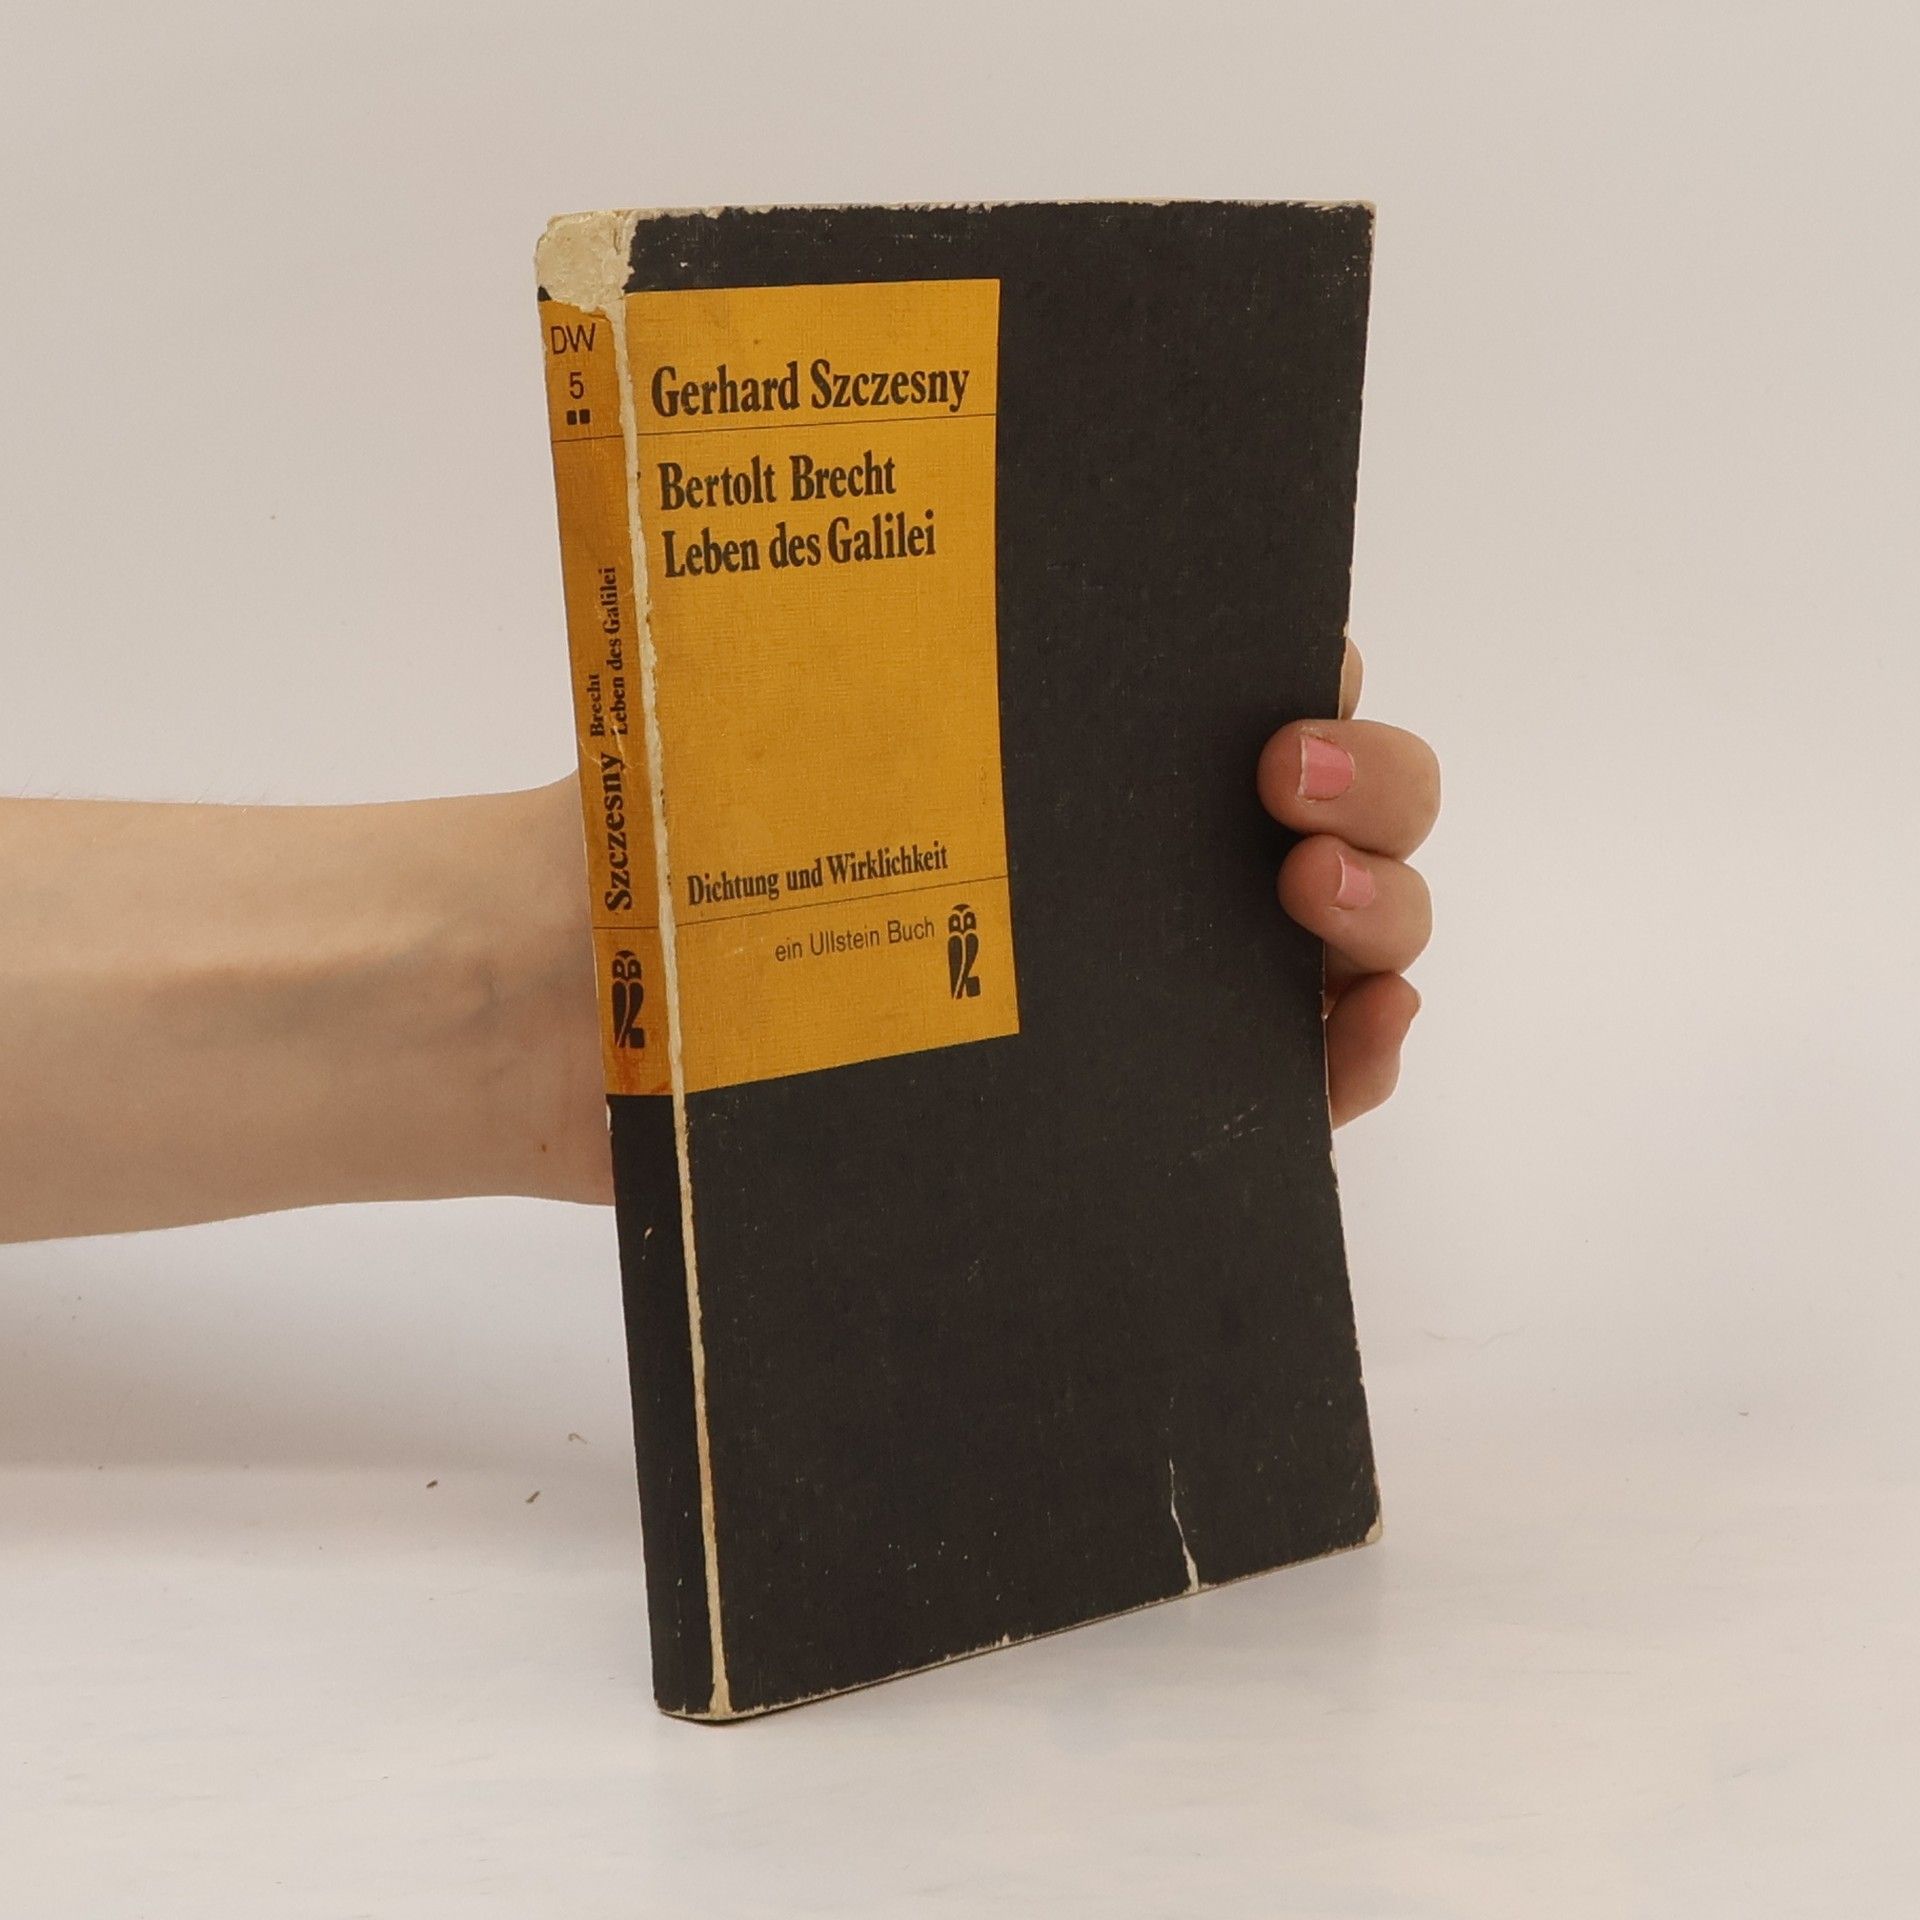 DW
5
Szczesny
Brecht
Leben des Galilei
Gerhard Szczesny
Bertolt Brecht
Leben des Galilei
Dichtung und Wirklichkeit
ein Ullstein Buch